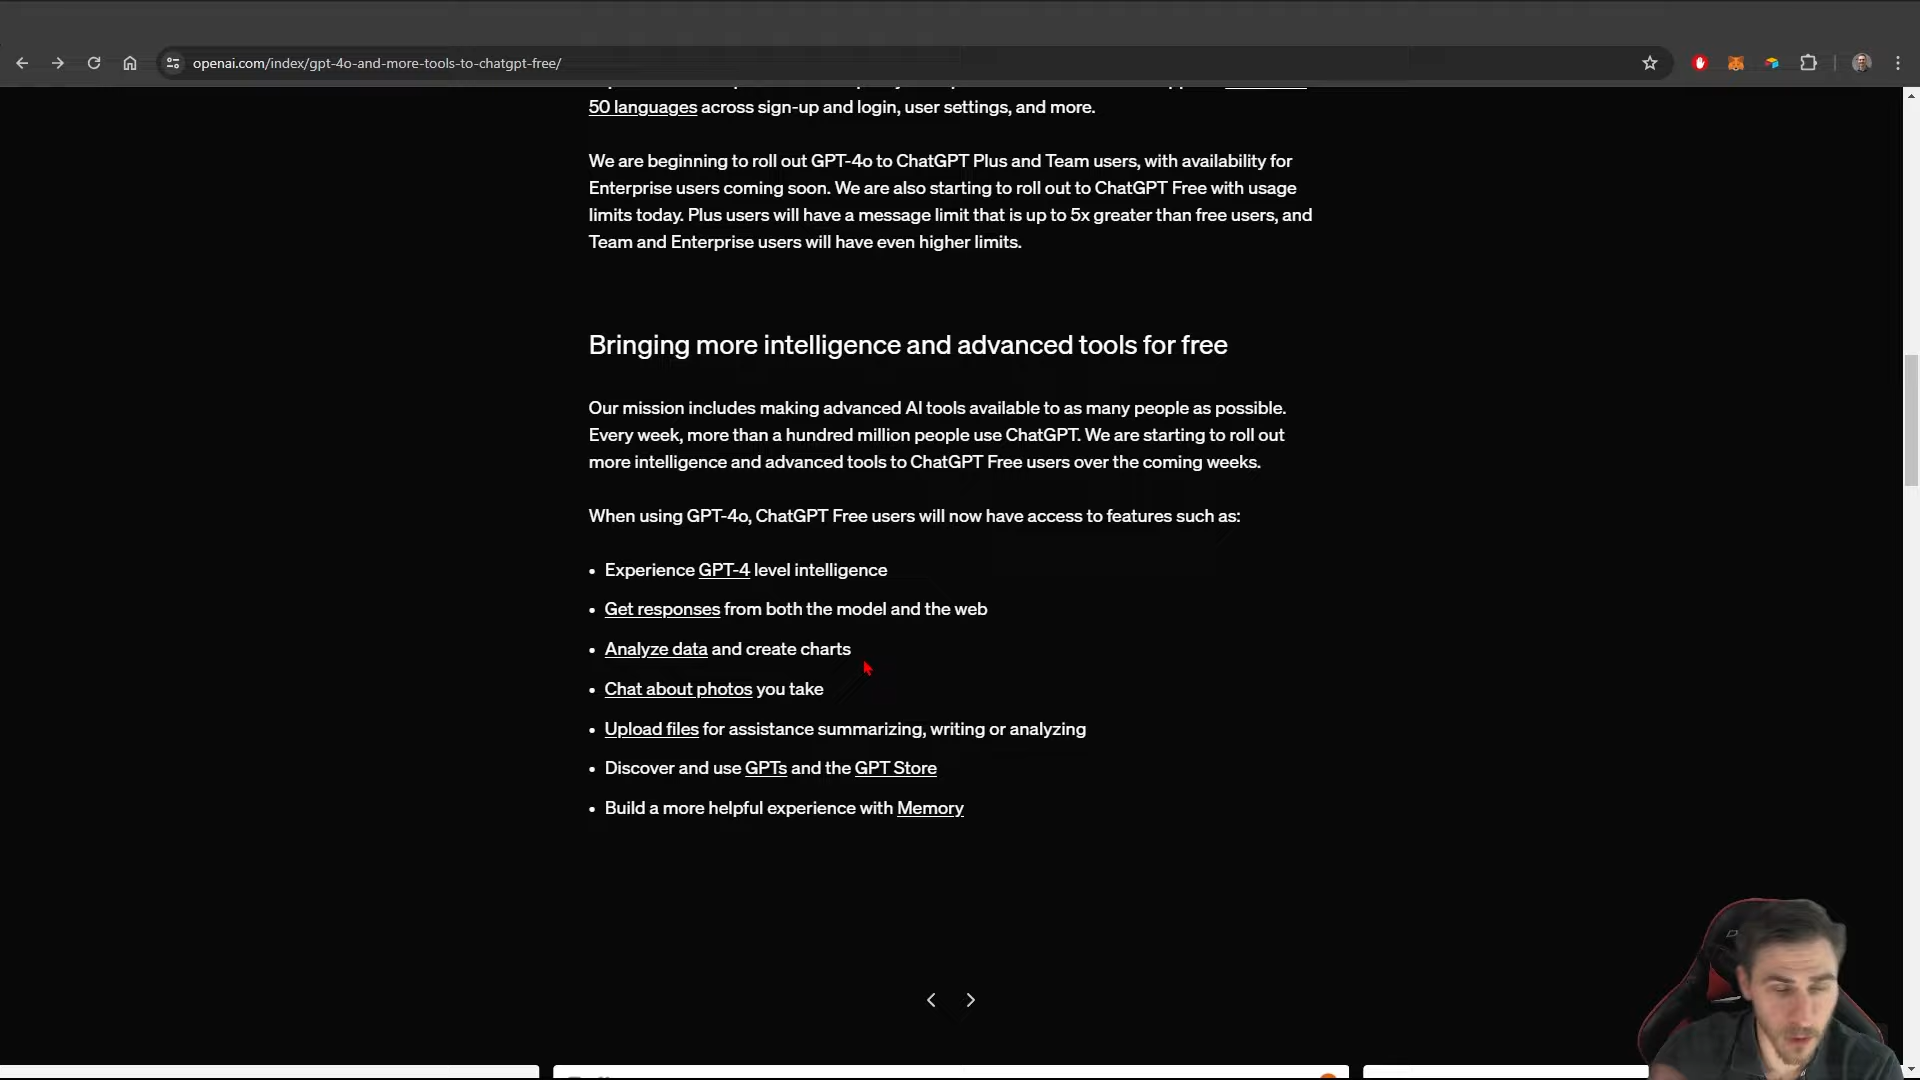 openai.com/index/gpt-4o-and-more-tools-to-chatgpt-free/
50 languages across sign-up and login, user settings, and more.
We are beginning to roll out GPT-4o to ChatGPT Plus and Team users, with availability for
Enterprise users coming soon. We are also starting to roll out to ChatGPT Free with usage
limits today. Plus users will have a message limit that is up to 5x greater than free users, and
Team and Enterprise users will have even higher limits.
Bringing more intelligence and advanced tools for free
Our mission includes making advanced AI tools available to as many people as possible.
Every week, more than a hundred million people use ChatGPT. We are starting to roll out
more intelligence and advanced tools to ChatGPT Free users over the coming weeks.
When using GPT-4o, ChatGPT Free users will now have access to features such as:
• Experience GPT-4 level intelligence
• Get responses from both the model and the web
• Analyze data and create charts
• Chat about photos you take
• Upload files for assistance summarizing, writing or analyzing
• Discover and use GPTs and the GPT Store
• Build a more helpful experience with Memory